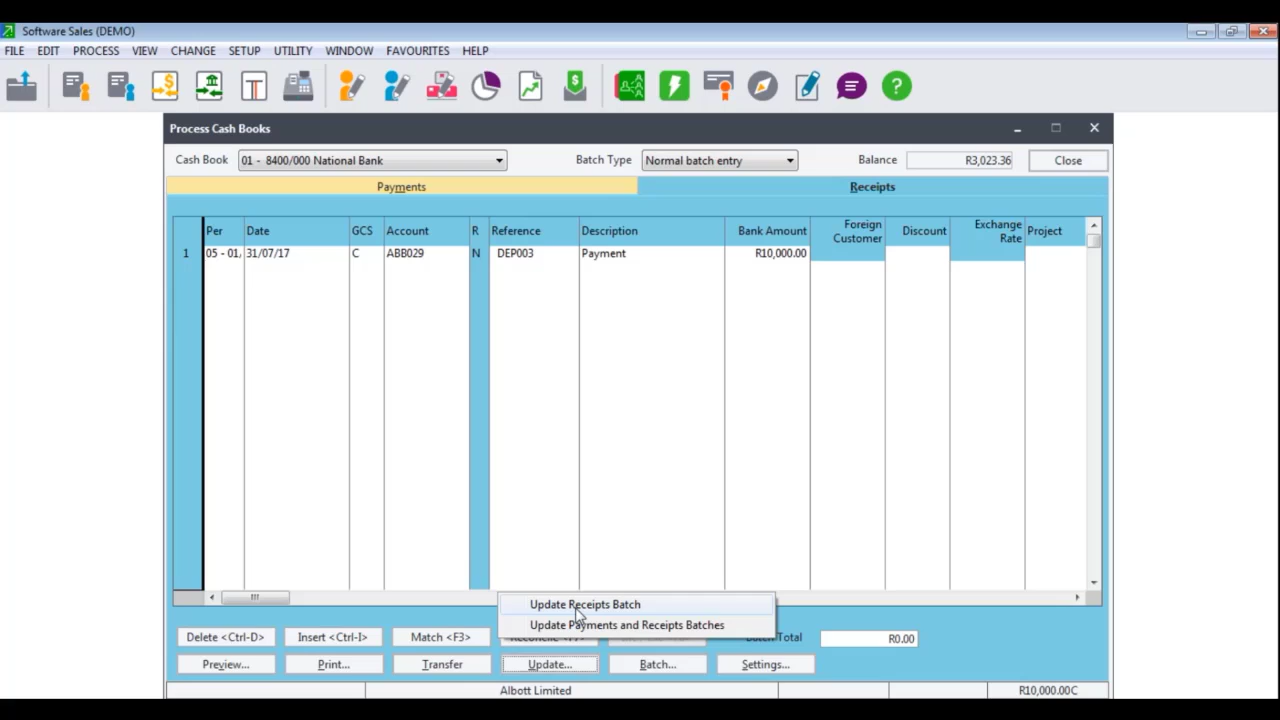 Software Sales (DEMO)
FILE EDIT PROCESS VIEW CHANGE SETUP UTILITY WINDOW FAVOURITES HELP
Process Cash Books
Cash Book 01 - 8400/000 National Bank Batch Type Normal batch entry Balance R3,023.36 Close
Payments Receipts
Per Date GCS Account R Reference Description Bank Amount Foreign Customer Discount Exchange Rate Project
1 05 - 01, 31/07/17 C ABB029 N DEP003 Payment R10,000.00
Update Receipts Batch
Update Payments and Receipts Batches
Delete <Ctrl-D> Insert <Ctrl-I> Match <F3> Total R0.00
Preview... Print... Transfer Update... Batch... Settings...
Albott Limited R10,000.00C